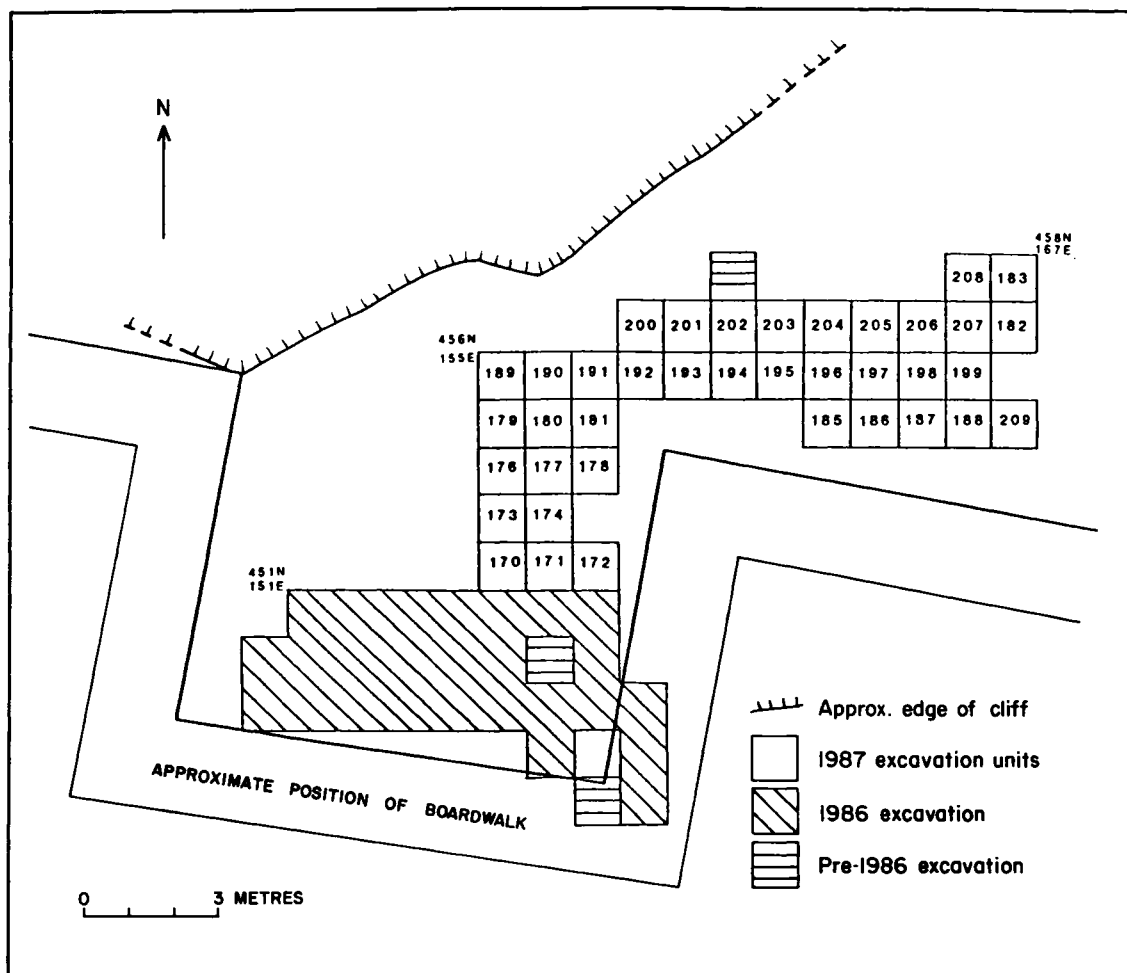 N
458N
167E
208 183
200 201 202 203 204 205 206 207 182
456N
155E
189 190 191 192 193 194 195 196 197 198 199
179 180 181 185 186 187 188 209
176 177 178
173 174
451N
151E
170 171 172
Approx. edge of cliff
1987 excavation units
1986 excavation
Pre-1986 excavation
APPROXIMATE POSITION OF BOARDWALK
0 3 METRES